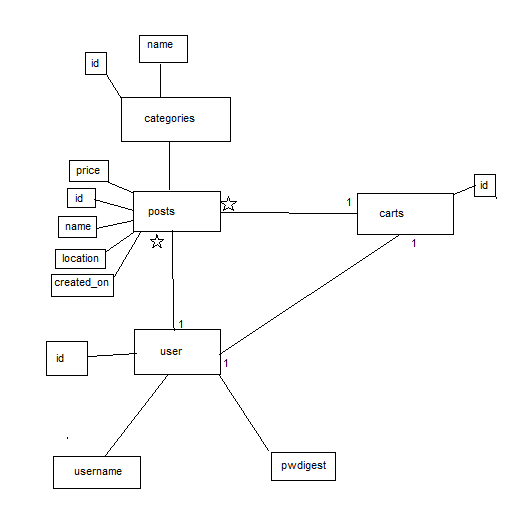 name
id
categories
price
id
id
name
posts
1
carts
location
1
created_on
1
user
id
1
username
pwdigest